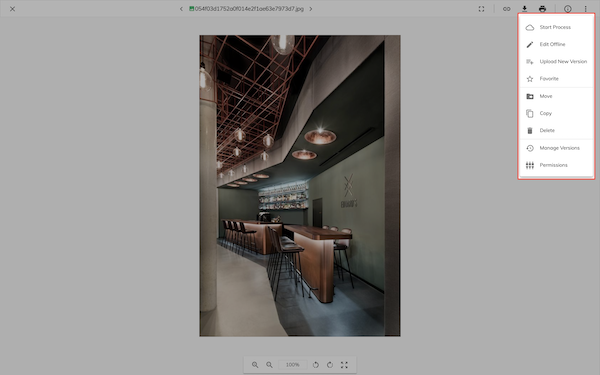 054f03d1752a0f014e2f1ae63e7973d7.jpg
Start Process
Edit Offline
Upload New Version
Favorite
Move
Copy
Delete
Manage Versions
Permissions
100%